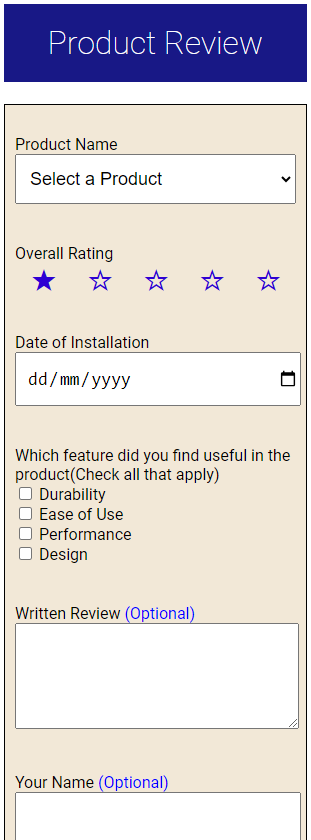 Product Review
Product Name
Select a Product
Overall Rating
Date of Installation
dd/mm/yyyy
Which feature did you find useful in the
product(Check all that apply)
Durability
Ease of Use
Performance
Design
Written Review (Optional)
Your Name (Optional)